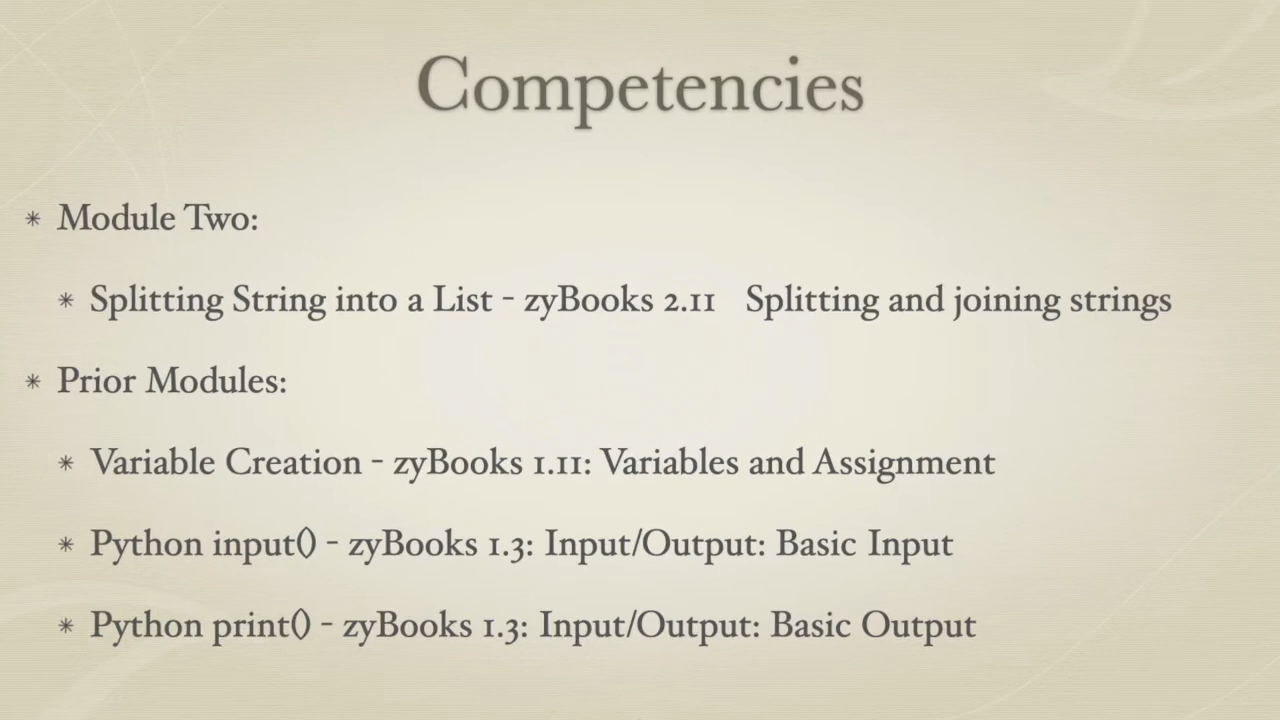 Competencies
* Module Two:
* Splitting String into a List - zyBooks 2.11 Splitting and joining strings
* Prior Modules:
* Variable Creation - zyBooks 1.11: Variables and Assignment
* Python input() - zyBooks 1.3: Input/Output: Basic Input
* Python print() - zyBooks 1.3: Input/Output: Basic Output